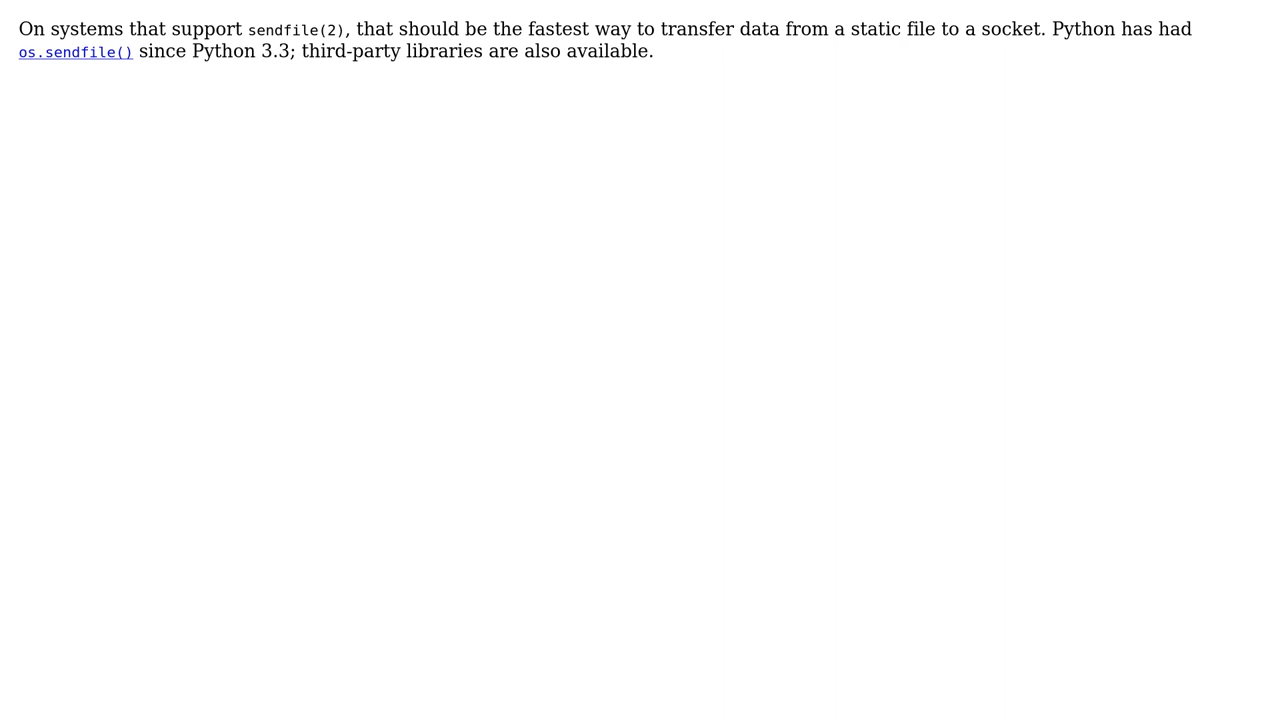 On systems that support sendfile(2), that should be the fastest way to transfer data from a static file to a socket. Python has had
os.sendfile() since Python 3.3; third-party libraries are also available.